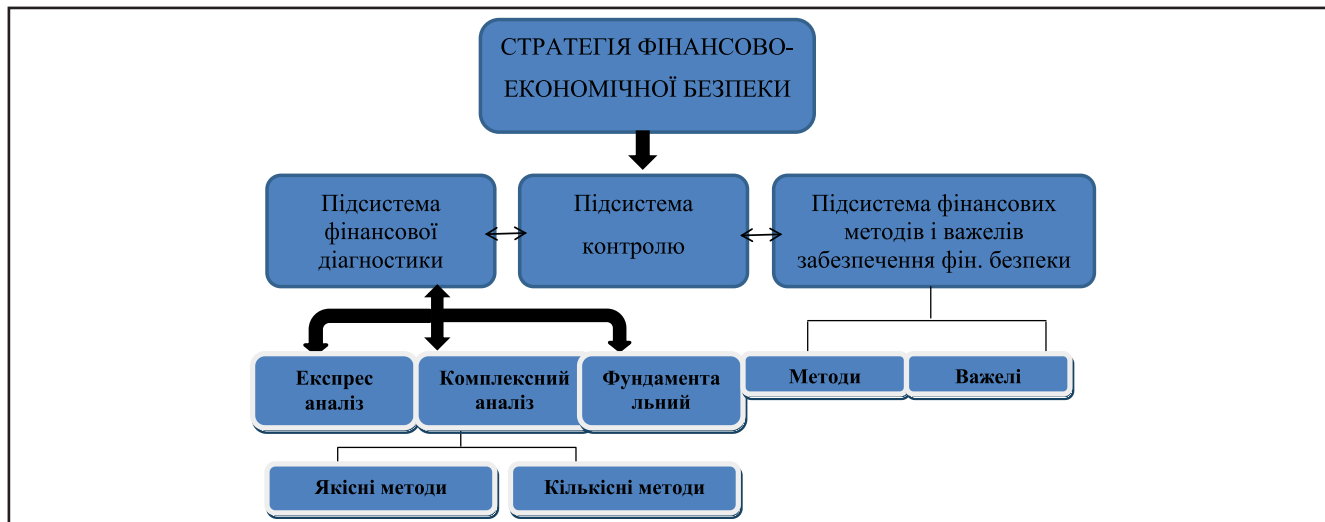 СТРАТЕГІЯ ФІНАНСОВО-
ЕКОНОМІЧНОЇ БЕЗПЕКИ
Підсистема
фінансової
діагностики
Підсистема
контролю
Підсистема фінансових
методів і важелів
забезпечення фін. безпеки
Експрес
аналіз
Комплексний
аналіз
Фундамента
льний
Методи
Важелі
Якісні методи
Кількісні методи